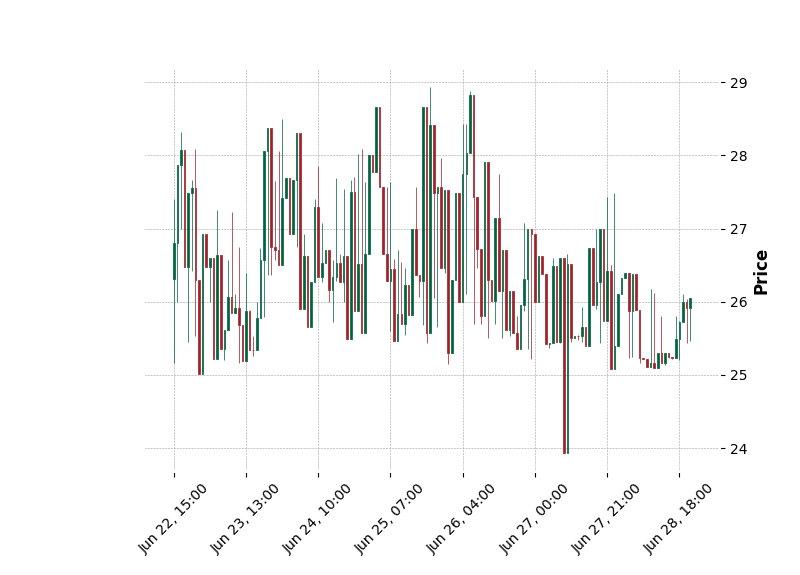 29
28
27
26
25
24
Price
Jun 22, 15:00
Jun 23, 13:00
Jun 24, 10:00
Jun 25, 07:00
Jun 26, 04:00
Jun 27, 00:00
Jun 27, 21:00
Jun 28, 18:00